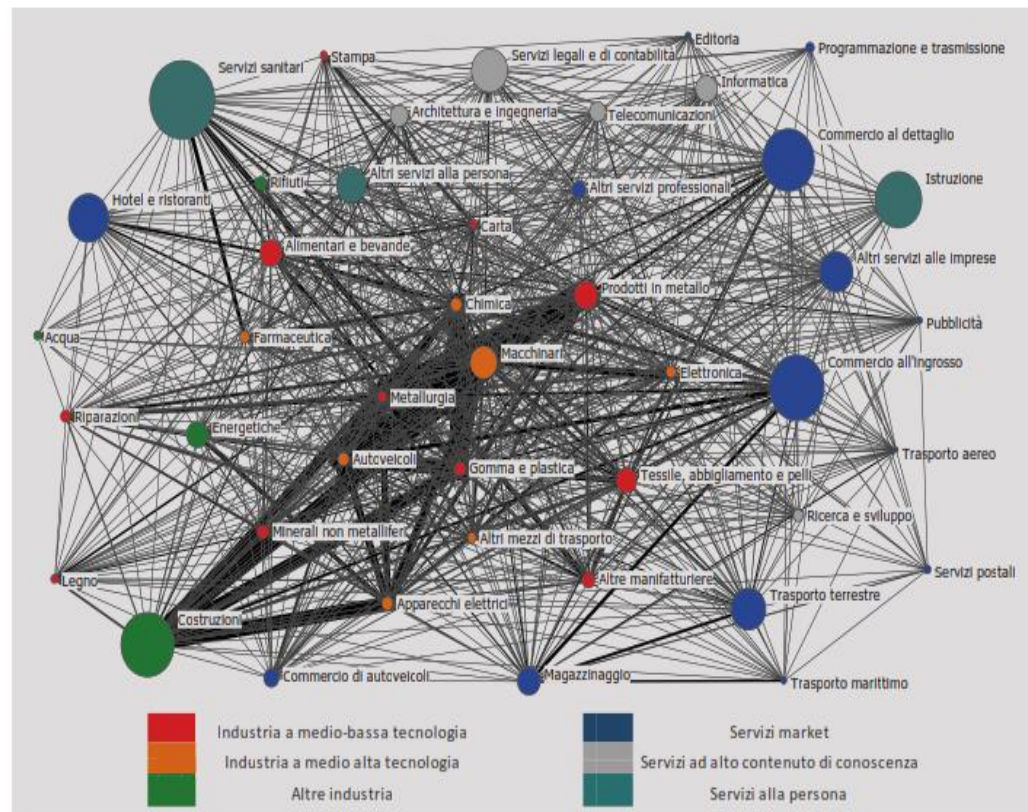 Editoria
Programmazione e trasmissione
Stampa
Servizi legali e di contabilità
Servizi sanitari
Informatica
Architettura e ingegneria
Telecomunicazioni
Commercio al dettaglio
Altri servizi alla persona
Rifiuti
Altri servizi professionali
Istruzione
Hotel e ristoranti
Carta
Alimentari e bevande
Altri servizi alle imprese
Prodotti in metallo
Chimica
Pubblicità
Acqua
Farmaceutica
Macchinari
Commercio all'ingrosso
Elettronica
Metallurgia
Riparazioni
Energetiche
Trasporto aereo
Autoveicoli
Gomma e plastica
Tessile, abbigliamento e pelli
Ricerca e sviluppo
Minerali non metalliferi
Altri mezzi di trasporto
Servizi postali
Legno
Altre manifatturiere
Trasporto terrestre
Apparecchi elettrici
Costruzioni
Commercio di autoveicoli
Magazzinaggio
Trasporto marittimo
Industria a medio-bassa tecnologia
Servizi market
Industria a medio alta tecnologia
Servizi ad alto contenuto di conoscenza
Altre industria
Servizi alla persona